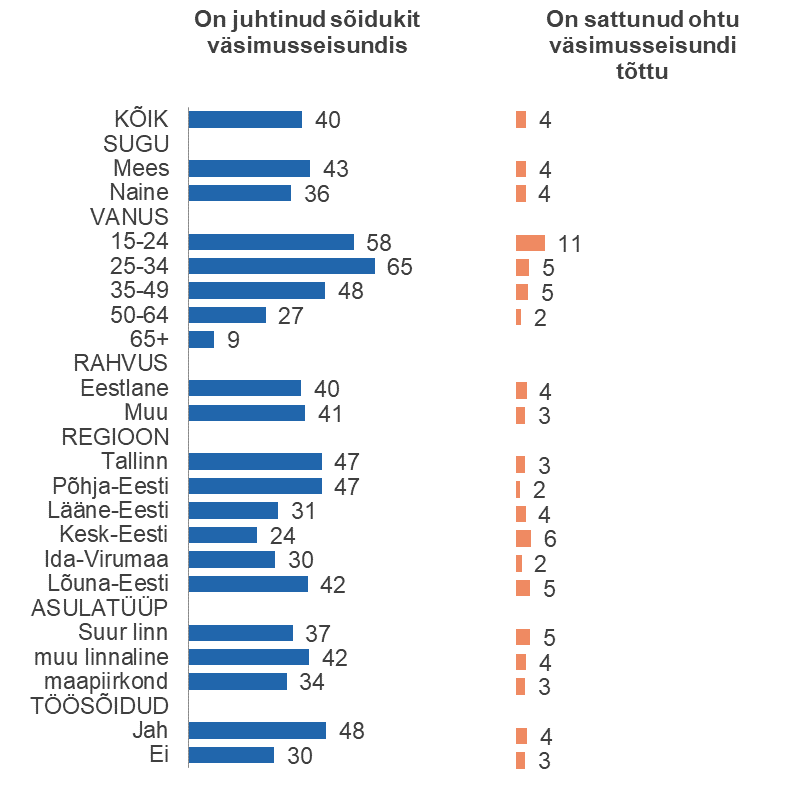 On juhtinud sõidukit
väsimusseisundis
On sattunud ohtu
väsimusseisundi
tõttu
KÕIK 40 4
SUGU
Mees 43 4
Naine 36 4
VANUS
15-24 58 11
25-34 65 5
35-49 48 5
50-64 27 2
65+ 9
RAHVUS
Eestlane 40 4
Muu 41 3
REGIOON
Tallinn 47 3
Põhja-Eesti 47 2
Lääne-Eesti 31 4
Kesk-Eesti 24 6
Ida-Virumaa 30 2
Lõuna-Eesti 42 5
ASULATÜÜP
Suur linn 37 5
muu linnaline 42 4
maapiirkond 34 3
TÖÖSÕIDUD
Jah 48 4
Ei 30 3